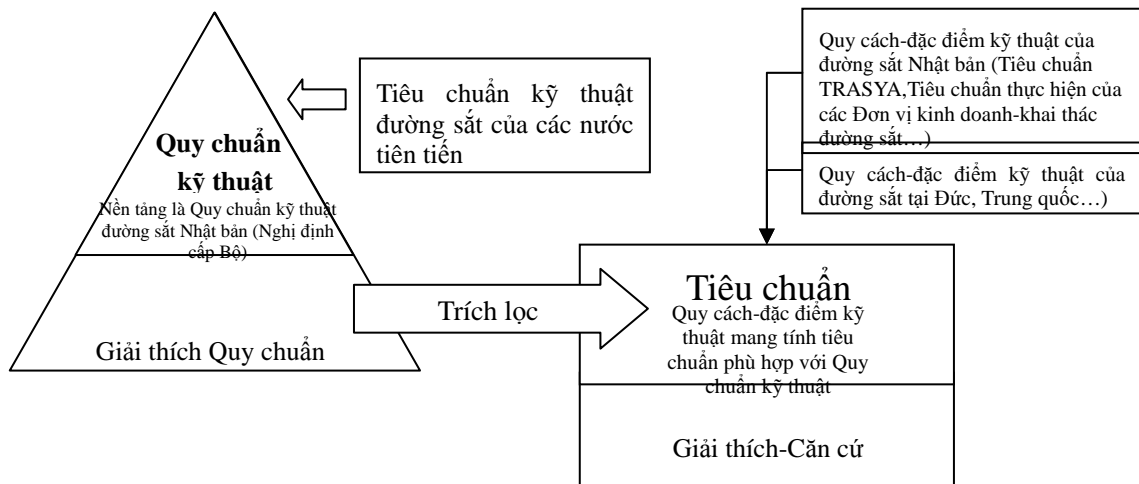 Quy chuẩn
kỹ thuật
Nền tảng là Quy chuẩn kỹ thuật
đường sắt Nhật bản (Nghị định
cấp Bộ)
Giải thích Quy chuẩn
Tiêu chuẩn kỹ thuật
đường sắt của các nước
tiên tiến
Trích lọc
Quy cách-đặc điểm kỹ thuật của
đường sắt Nhật bản (Tiêu chuẩn
TRASYA,Tiêu chuẩn thực hiện của
các Đơn vị kinh doanh-khai thác
đường sắt…)
Quy cách-đặc điểm kỹ thuật của
đường sắt tại Đức, Trung quốc…)
Tiêu chuẩn
Quy cách-đặc điểm kỹ
thuật mang tính tiêu
chuẩn phù hợp với Quy
chuẩn kỹ thuật
Giải thích-Căn cứ